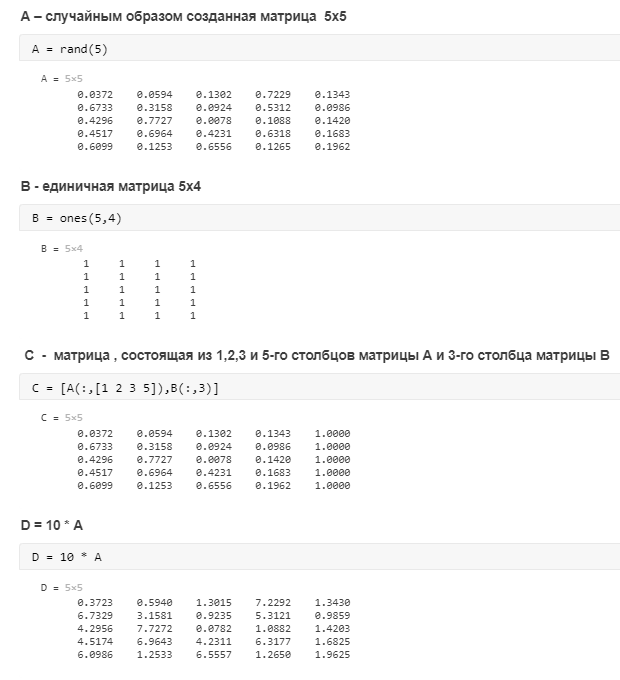 A – случайным образом созданная матрица 5x5
A = rand(5)
A = 5×5
0.0372 0.0594 0.1302 0.7229 0.1343
0.6733 0.3158 0.0924 0.5312 0.0986
0.4296 0.7727 0.0078 0.1088 0.1420
0.4517 0.6964 0.4231 0.6318 0.1683
0.6099 0.1253 0.6556 0.1265 0.1962
B - единичная матрица 5x4
B = ones(5,4)
B = 5×4
1 1 1 1
1 1 1 1
1 1 1 1
1 1 1 1
1 1 1 1
C - матрица , состоящая из 1,2,3 и 5-го столбцов матрицы А и 3-го столбца матрицы В
C = [A(:,[1 2 3 5]),B(:,3)]
C = 5×5
0.0372 0.0594 0.1302 0.1343 1.0000
0.6733 0.3158 0.0924 0.0986 1.0000
0.4296 0.7727 0.0078 0.1420 1.0000
0.4517 0.6964 0.4231 0.1683 1.0000
0.6099 0.1253 0.6556 0.1962 1.0000
D = 10 * A
D = 10 * A
D = 5×5
0.3723 0.5940 1.3015 7.2292 1.3430
6.7329 3.1581 0.9235 5.3121 0.9859
4.2956 7.7272 0.0782 1.0882 1.4203
4.5174 6.9643 4.2311 6.3177 1.6825
6.0986 1.2533 6.5557 1.2650 1.9625